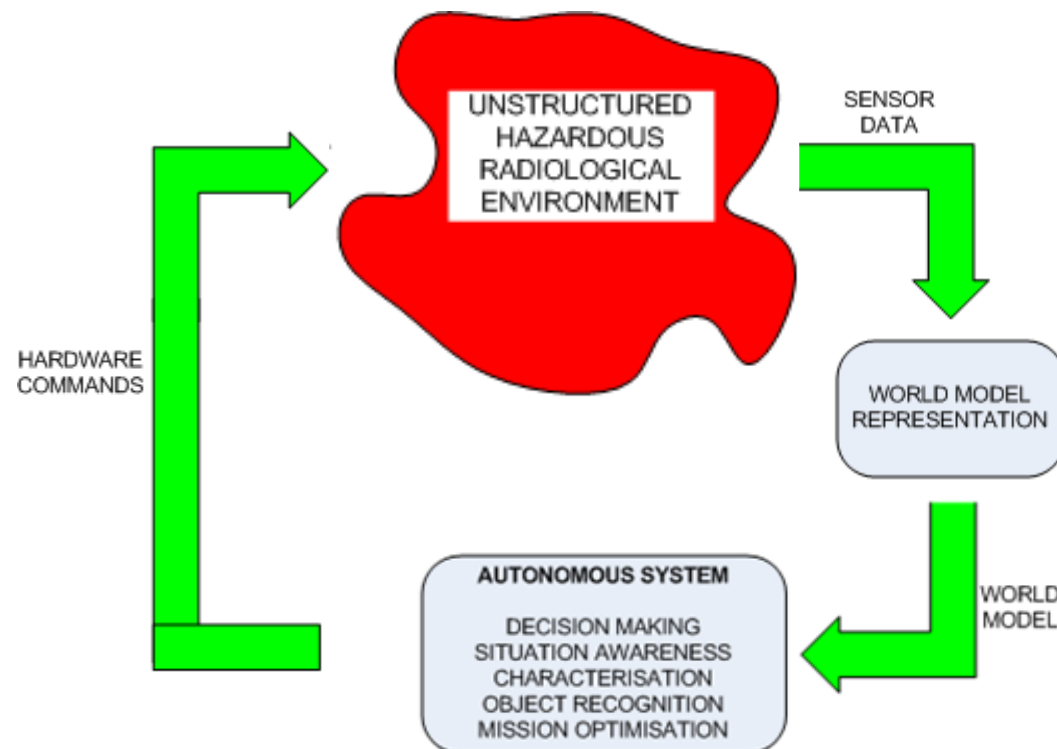 UNSTRUCTURED
HAZARDOUS
RADIOLOGICAL
ENVIRONMENT
SENSOR
DATA
HARDWARE
COMMANDS
WORLD MODEL
REPRESENTATION
AUTONOMOUS SYSTEM
DECISION MAKING
SITUATION AWARENESS
CHARACTERISATION
OBJECT RECOGNITION
MISSION OPTIMISATION
WORLD
MODEL